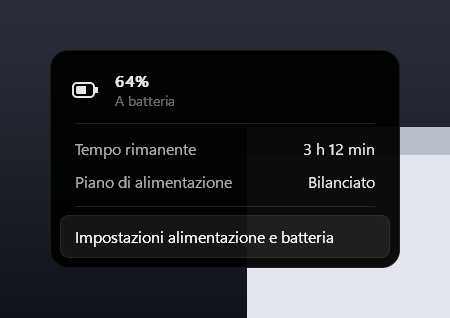 64%
A batteria
Tempo rimanente 3 h 12 min
Piano di alimentazione Bilanciato
Impostazioni alimentazione e batteria